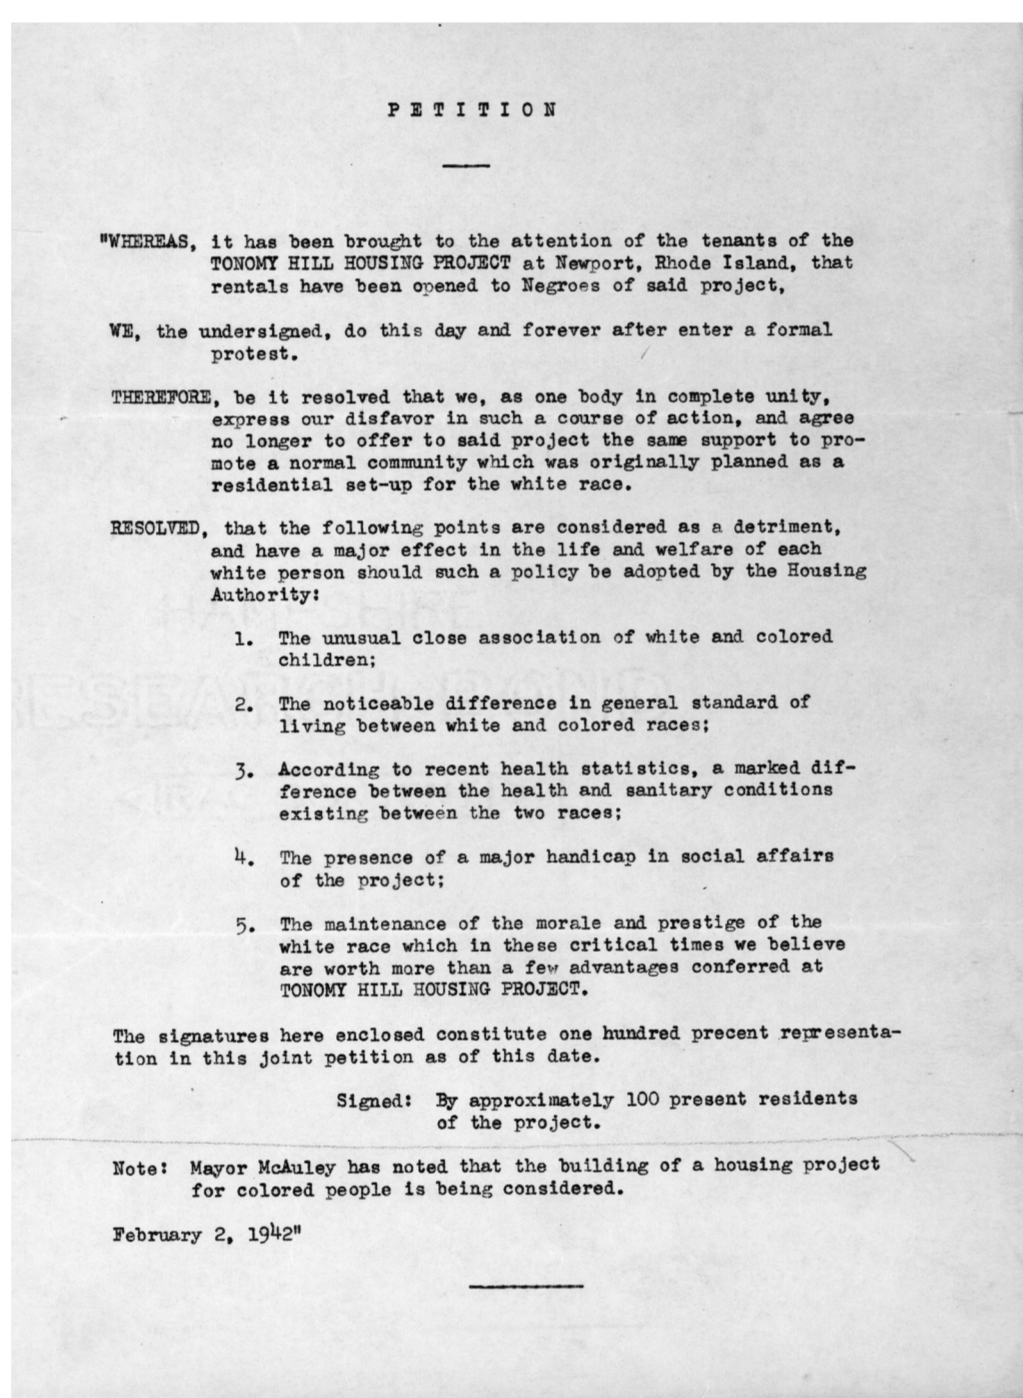 PETITION
"WHEREAS, it has been brought to the attention of the tenants of the
TONOMY HILL HOUSING PROJECT at Newport, Rhode Island, that
rentals have been opened to Negroes of said project,
WE, the undersigned, do this day and forever after enter a formal
protest.
THEREFORE, be it resolved that we, as one body in complete unity,
express our disfavor in such a course of action, and agree
no longer to offer to said project the same support to pro-
mote a normal community which was originally planned as a
residential set-up for the white race.
RESOLVED, that the following points are considered as a detriment,
and have a major effect in the life and welfare of each
white person should such a policy be adopted by the Housing
Authority:
1. The unusual close association of white and colored
children;
2. The noticeable difference in general standard of
living between white and colored races;
3. According to recent health statistics, a marked dif-
ference between the health and sanitary conditions
existing between the two races;
4. The presence of a major handicap in social affairs
of the project;
5. The maintenance of the morale and prestige of the
white race which in these critical times we believe
are worth more than a few advantages conferred at
TONOMY HILL HOUSING PROJECT.
The signatures here enclosed constitute one hundred precent representa-
tion in this joint petition as of this date.
Signed: By approximately 100 present residents
of the project.
Note: Mayor McAuley has noted that the building of a housing project
for colored people is being considered.
February 2, 1942"